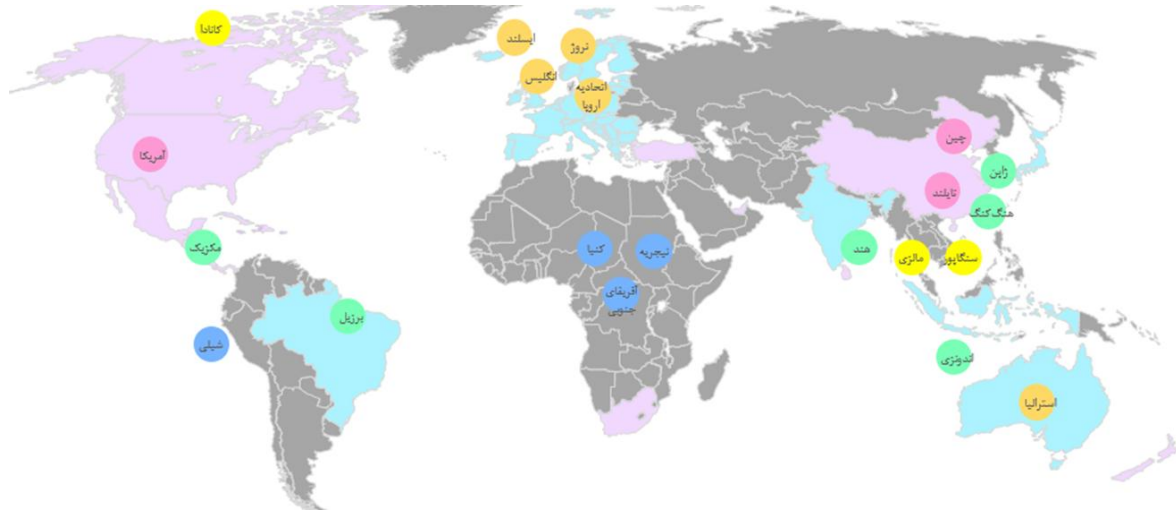 کانادا
ایسلند
نروژ
انگلیس
اتحادیه
اروپا
چین
آمریکا
ژاپن
تایلند
هنگ‌کنگ
مکزیک
کنیا
نیجریه
هند
مالزی
سنگاپور
آفریقای
جنوبی
برزیل
شیلی
اندونزی
استرالیا